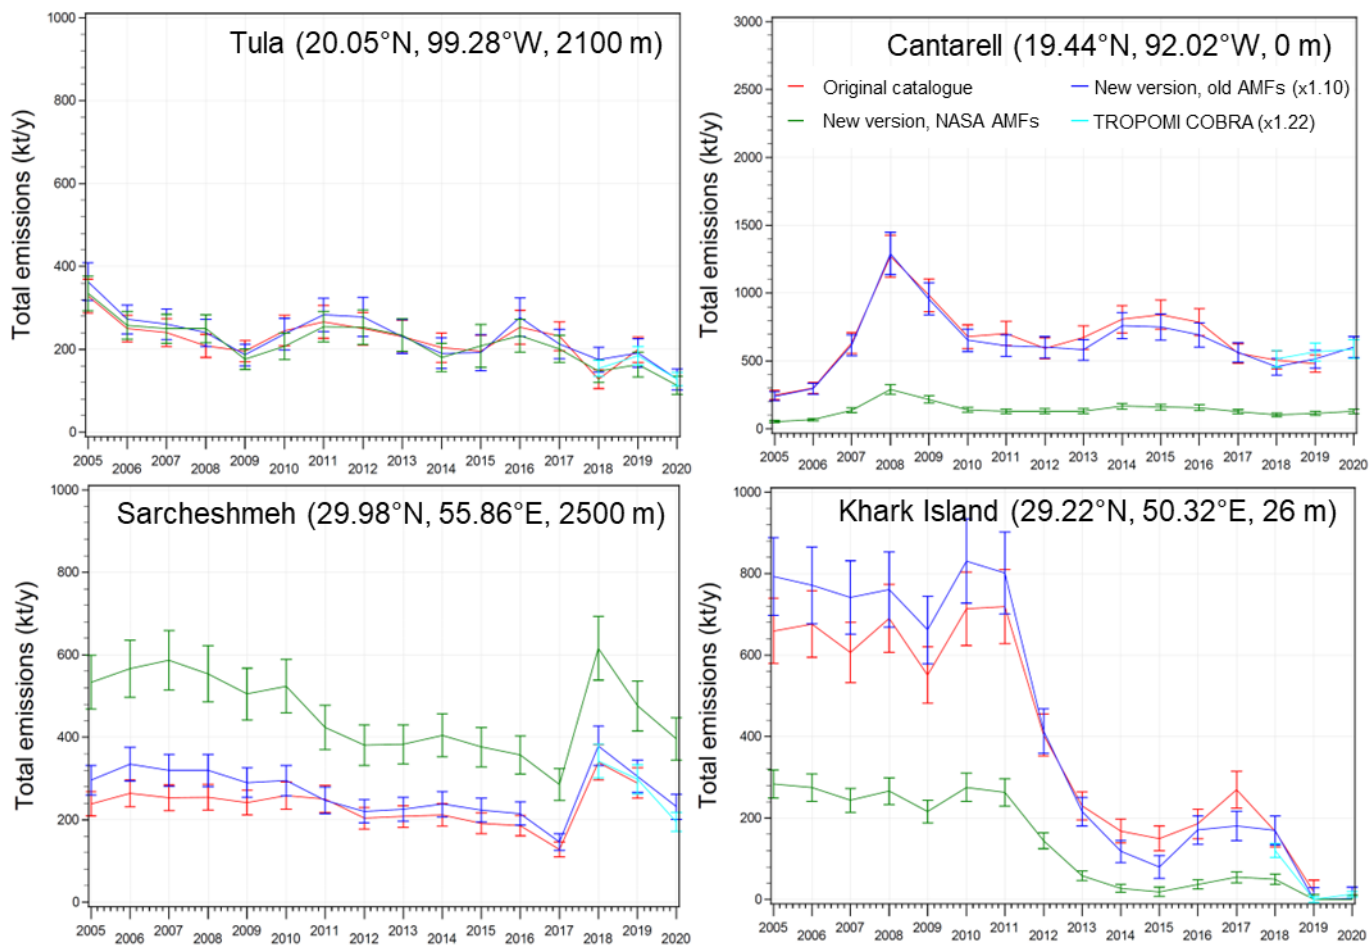 Tula (20.05°N, 99.28°W, 2100 m)
Total emissions (kt/y)
1000
800
600
400
200
0
2005 2006 2007 2008 2009 2010 2011 2012 2013 2014 2015 2016 2017 2018 2019 2020
Cantarell (19.44°N, 92.02°W, 0 m)
Original catalogue
New version, old AMFs (x1.10)
New version, NASA AMFs
TROPOMI COBRA (x1.22)
Total emissions (kt/y)
3000
2500
2000
1500
1000
500
0
2005 2006 2007 2008 2009 2010 2011 2012 2013 2014 2015 2016 2017 2018 2019 2020
Sarcheshmeh (29.98°N, 55.86°E, 2500 m)
Total emissions (kt/y)
1000
800
600
400
200
0
2005 2006 2007 2008 2009 2010 2011 2012 2013 2014 2015 2016 2017 2018 2019 2020
Khark Island (29.22°N, 50.32°E, 26 m)
Total emissions (kt/y)
1000
800
600
400
200
0
2005 2006 2007 2008 2009 2010 2011 2012 2013 2014 2015 2016 2017 2018 2019 2020